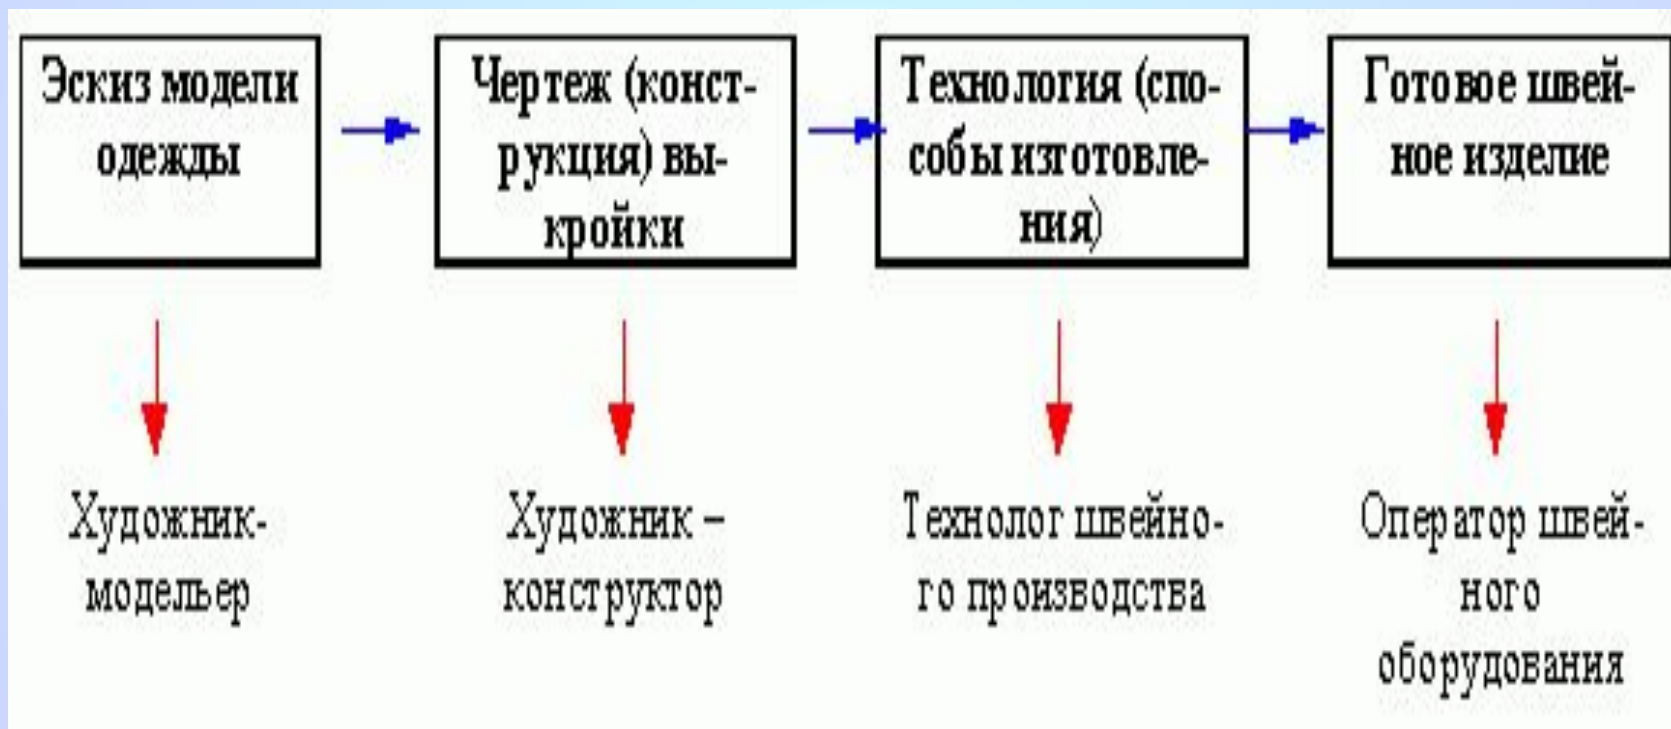 Эскиз модели
одежды
Чертеж (конст-
рукция) вы-
кройки
Технология (спо-
собы изготовле-
ния)
Готовое швей-
ное изделие
Художник-
модельер
Художник –
конструктор
Технолог швейно-
го производства
Оператор швей-
ного
оборудования